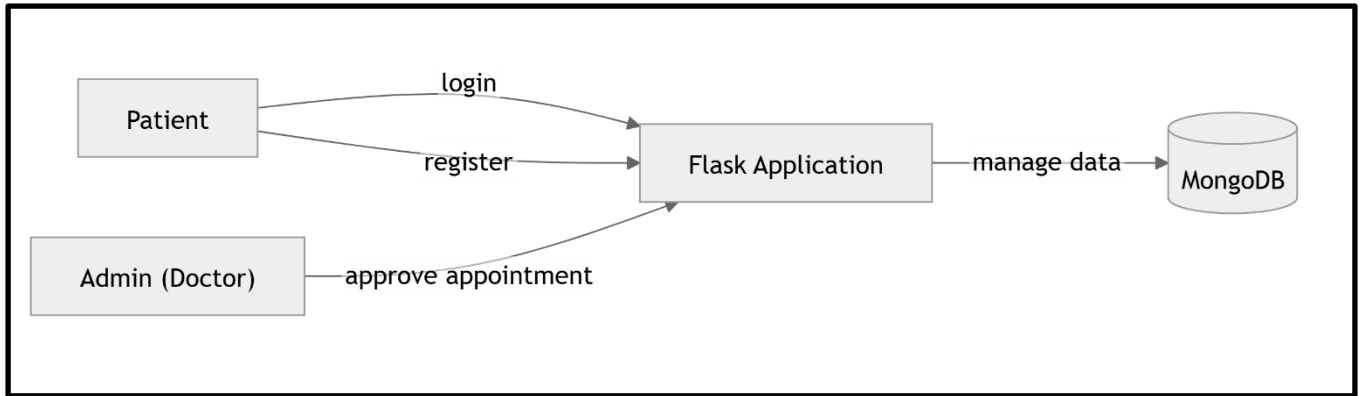 login
Patient
register
Flask Application
manage data
MongoDB
Admin (Doctor)
approve appointment